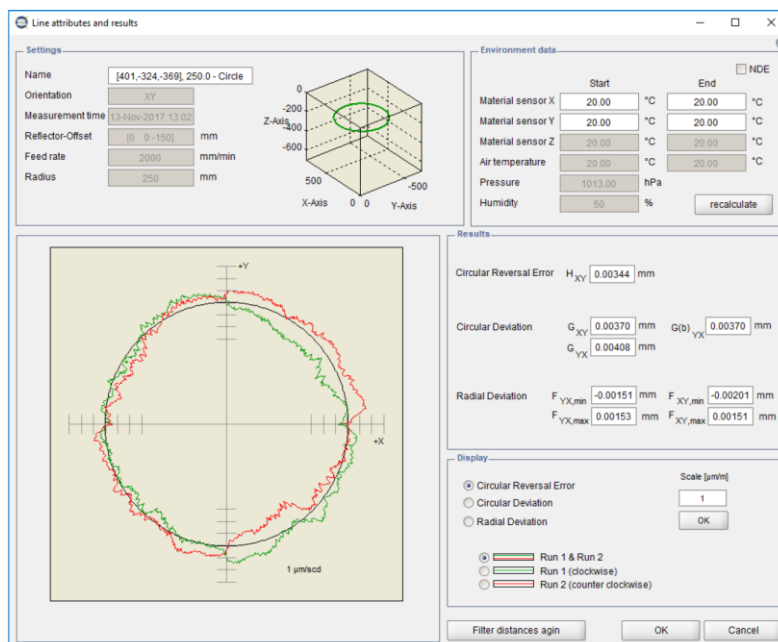 Line attributes and results
Settings
Name [401,-324,-369], 250.0 - Circle
Orientation XY
Measurement time 13-Nov-2017 13:02
Reflector-Offset [0 0 -150] mm
Feed rate 2000 mm/min
Radius 250 mm
0
-200
-400
-600
Z-Axis
500
0 0
-500
X-Axis
Y-Axis
Environment data
NDE
Start End
Material sensor X 20.00 °C 20.00 °C
Material sensor Y 20.00 °C 20.00 °C
Material sensor Z 20.00 °C 20.00 °C
Air temperature 20.00 °C 20.00 °C
Pressure 1013.00 hPa
Humidity 50 % recalculate
+Y
+X
1 µm/scd
Results
Circular Reversal Error H XY 0.00344 mm
Circular Deviation G XY 0.00370 mm G(b) YX 0.00370 mm
G YX 0.00408 mm
Radial Deviation F YX,min -0.00151 mm F XY,min -0.00201 mm
F YX,max 0.00153 mm F XY,max 0.00151 mm
Display
Circular Reversal Error
Circular Deviation
Radial Deviation
Scale [µm/m]
1
OK
Run 1 & Run 2
Run 1 (clockwise)
Run 2 (counter clockwise)
Filter distances agin OK Cancel